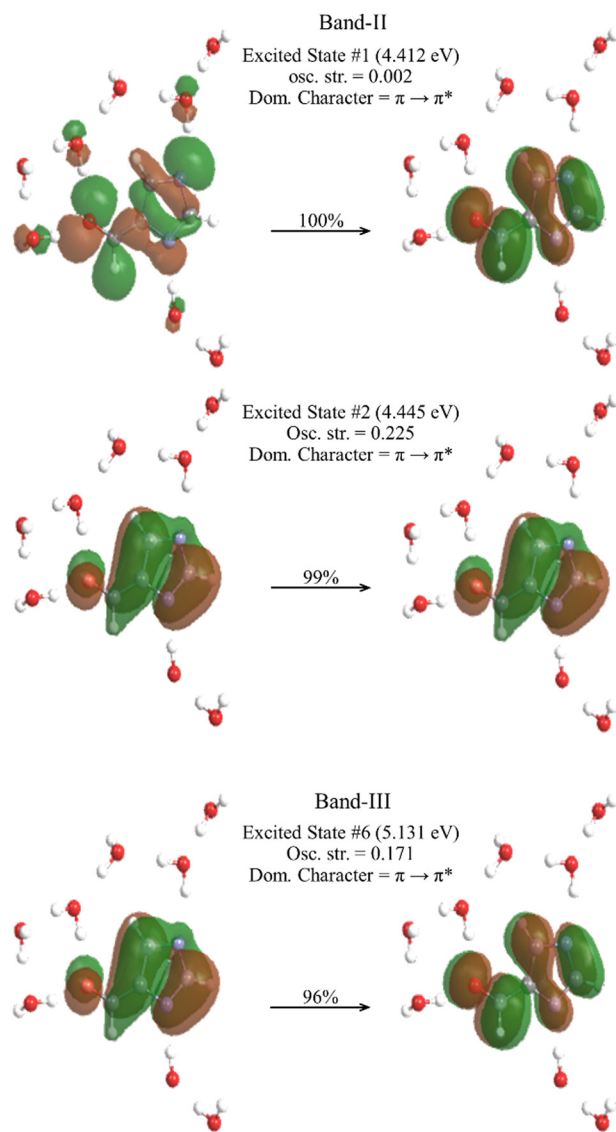 Band-II
Excited State #1 (4.412 eV)
osc. str. = 0.002
Dom. Character = π → π*
100%
Excited State #2 (4.445 eV)
Osc. str. = 0.225
Dom. Character = π → π*
99%
Band-III
Excited State #6 (5.131 eV)
Osc. str. = 0.171
Dom. Character = π → π*
96%